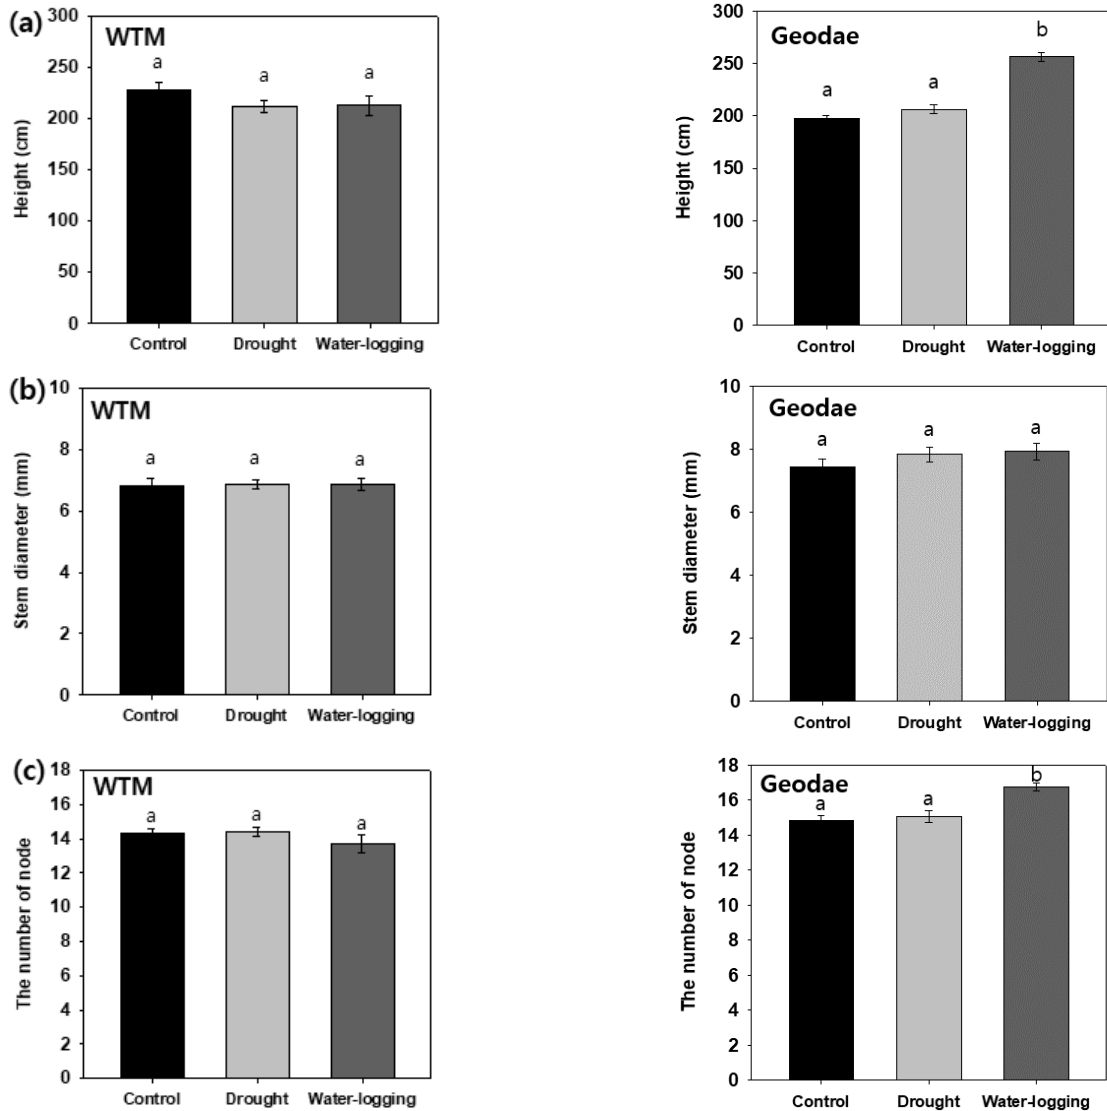 (a)
WTM
Height (cm)
300
250
200
150
100
50
0
a
a
a
Control
Drought
Water-logging
Geodae
Height (cm)
300
250
200
150
100
50
0
a
a
b
Control
Drought
Water-logging
(b)
WTM
Stem diameter (mm)
10
8
6
4
2
0
a
a
a
Control
Drought
Water-logging
Geodae
Stem diameter (mm)
10
8
6
4
2
0
a
a
a
Control
Drought
Water-logging
(c)
WTM
The number of node
18
16
14
12
10
8
6
4
2
0
a
a
a
Control
Drought
Water-logging
Geodae
The number of node
18
16
14
12
10
8
6
4
2
0
a
a
b
Control
Drought
Water-logging